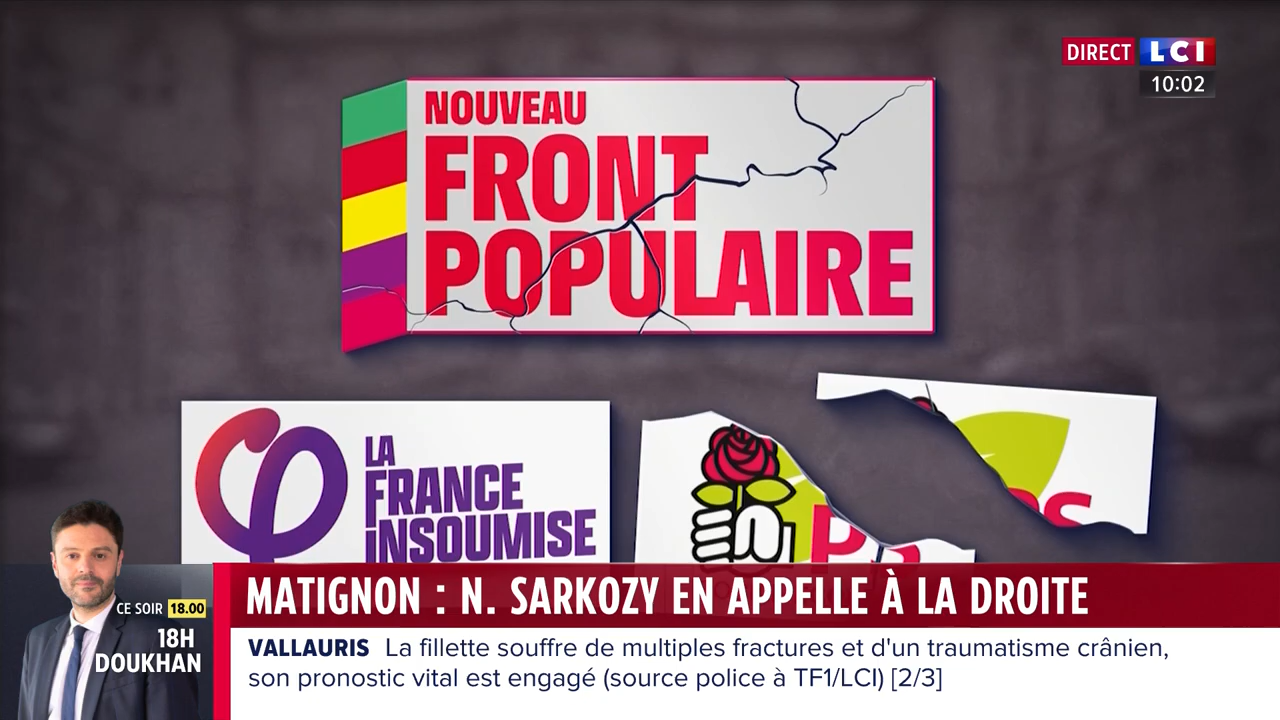 DIRECT LCI
10:02
NOUVEAU
FRONT
POPULAIRE
LA
FRANCE
INSOUMISE
CE SOIR 18.00
18H
DOUKHAN
MATIGNON : N. SARKOZY EN APPELLE À LA DROITE
VALLAURIS La fillette souffre de multiples fractures et d'un traumatisme crânien,
son pronostic vital est engagé (source police à TF1/LCI) [2/3]